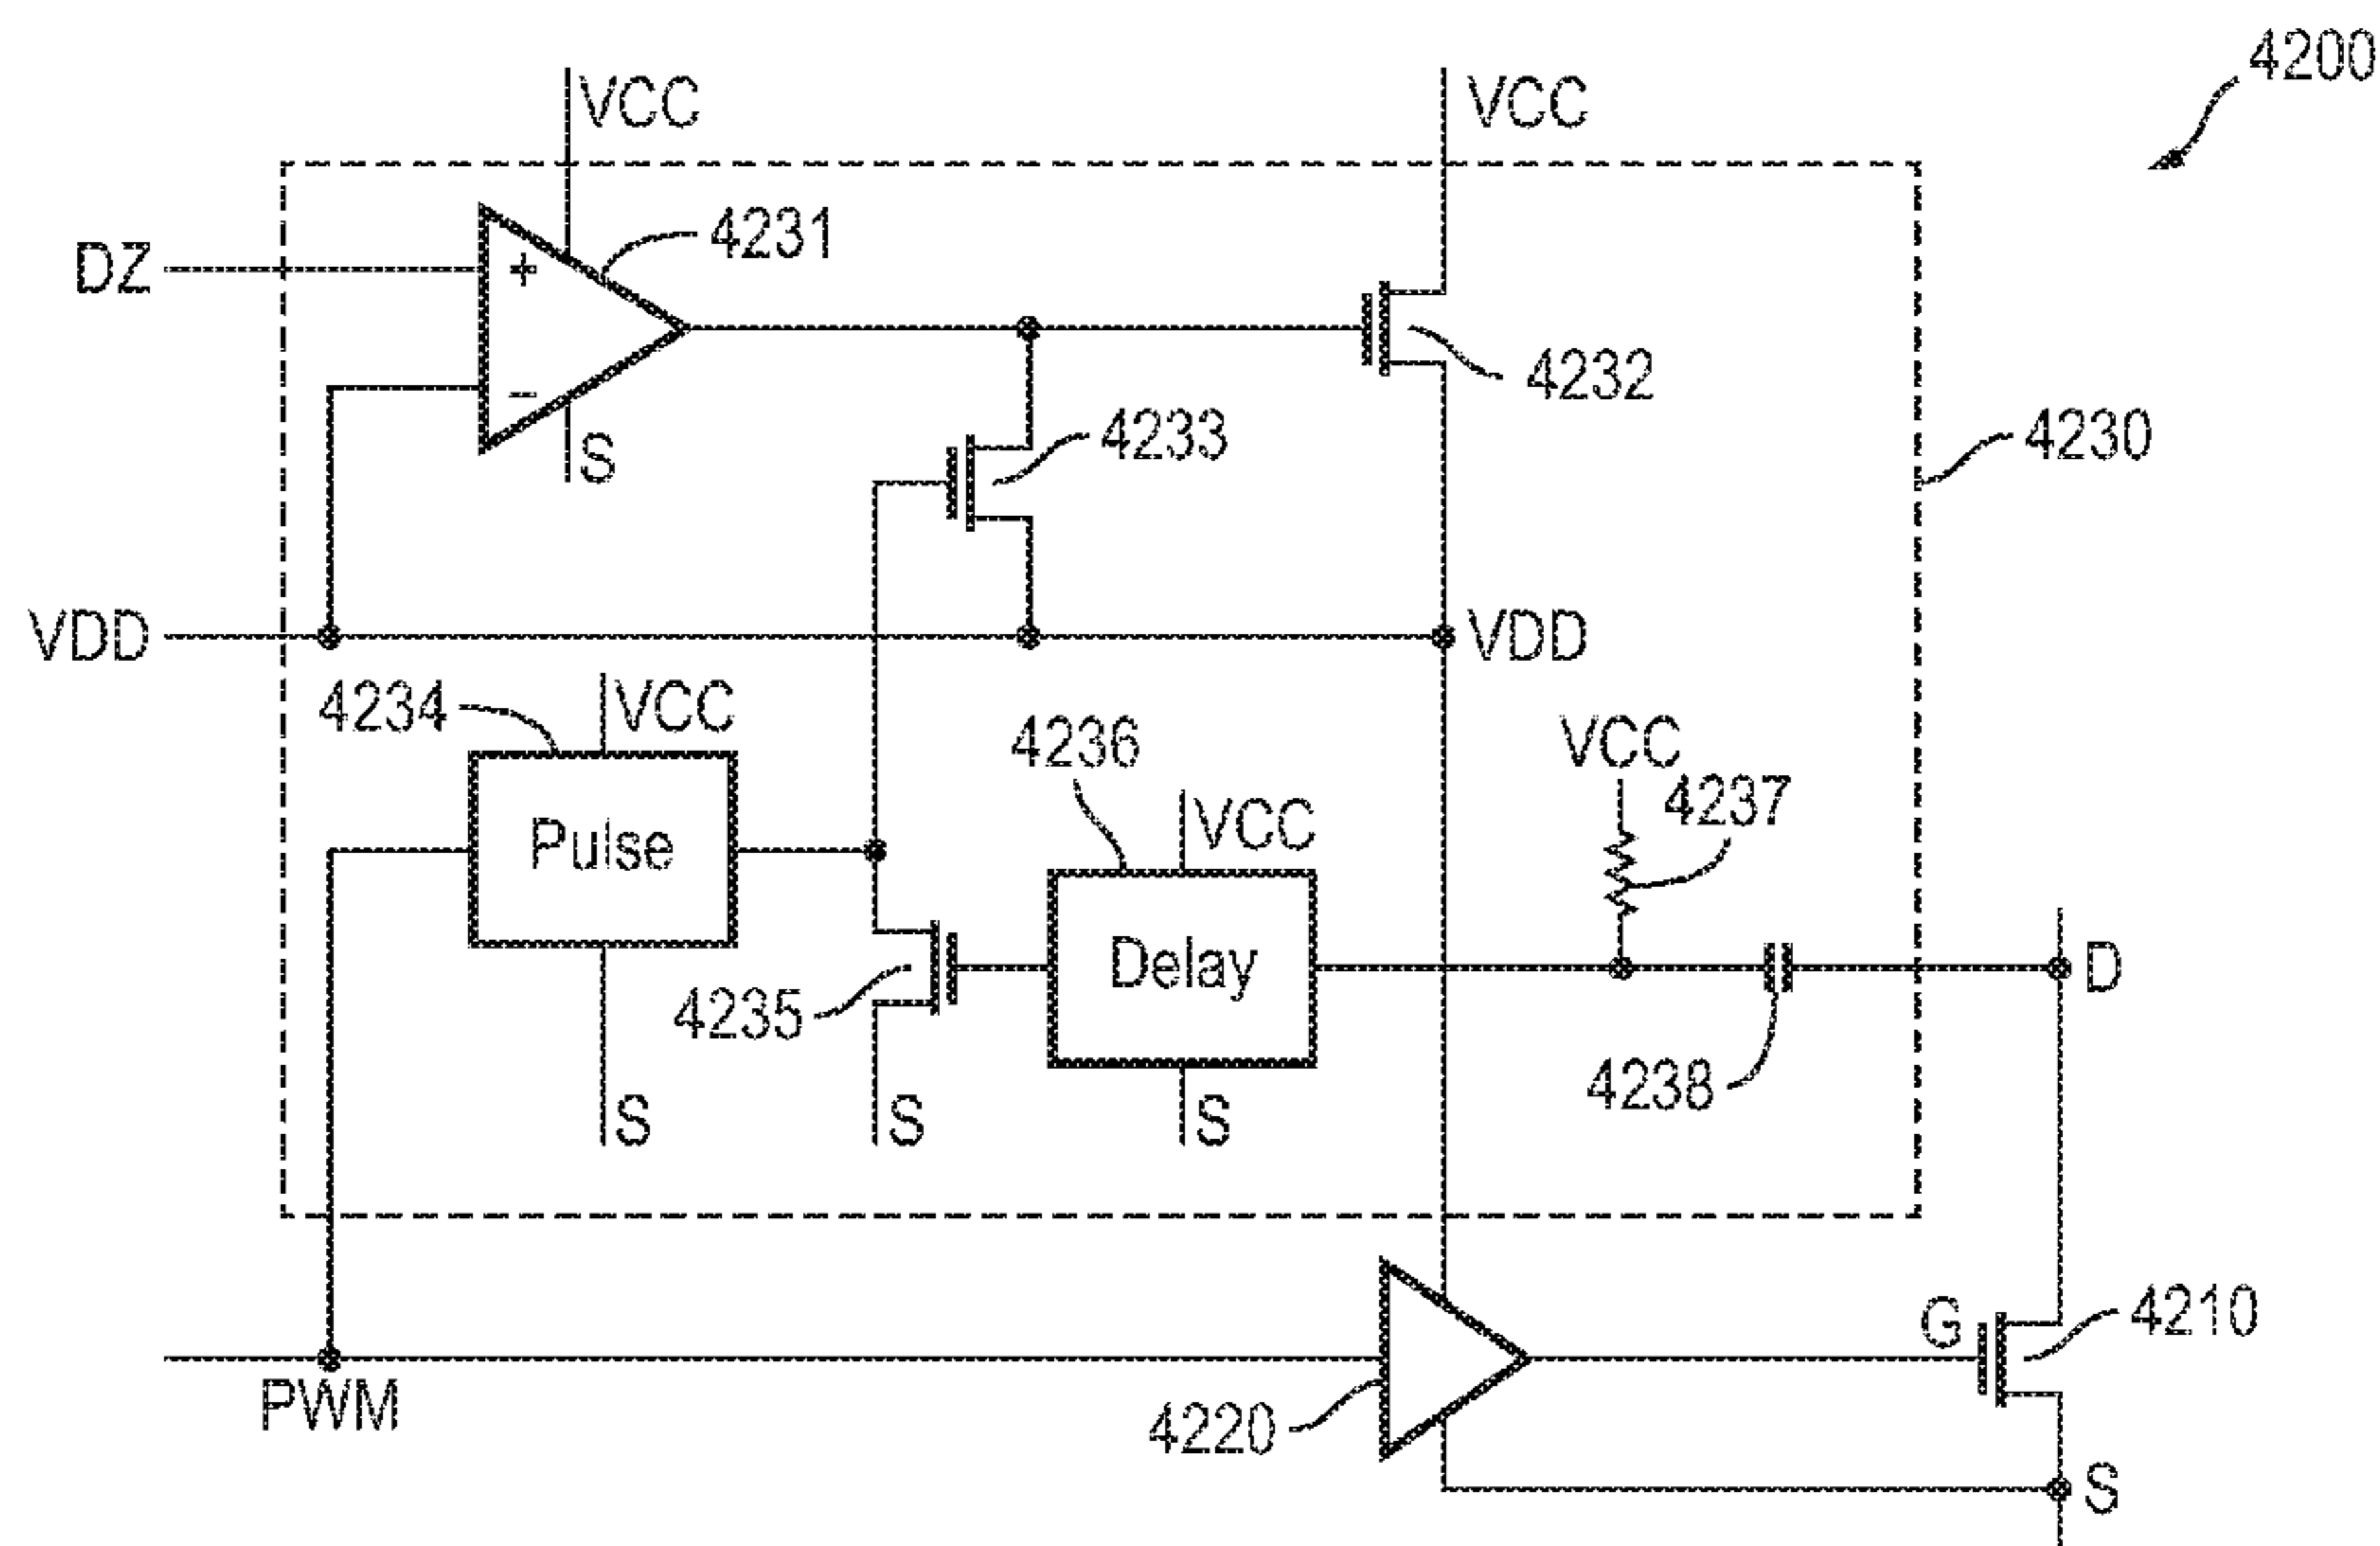 4200
VCC
VCC
DZ
+
4231
4232
-
S
4233
4230
VDD
VDD
4234
VCC
4236
VCC
4237
VCC
Pulse
Delay
D
4235
4238
S
S
S
G
4210
PWM
4220
S